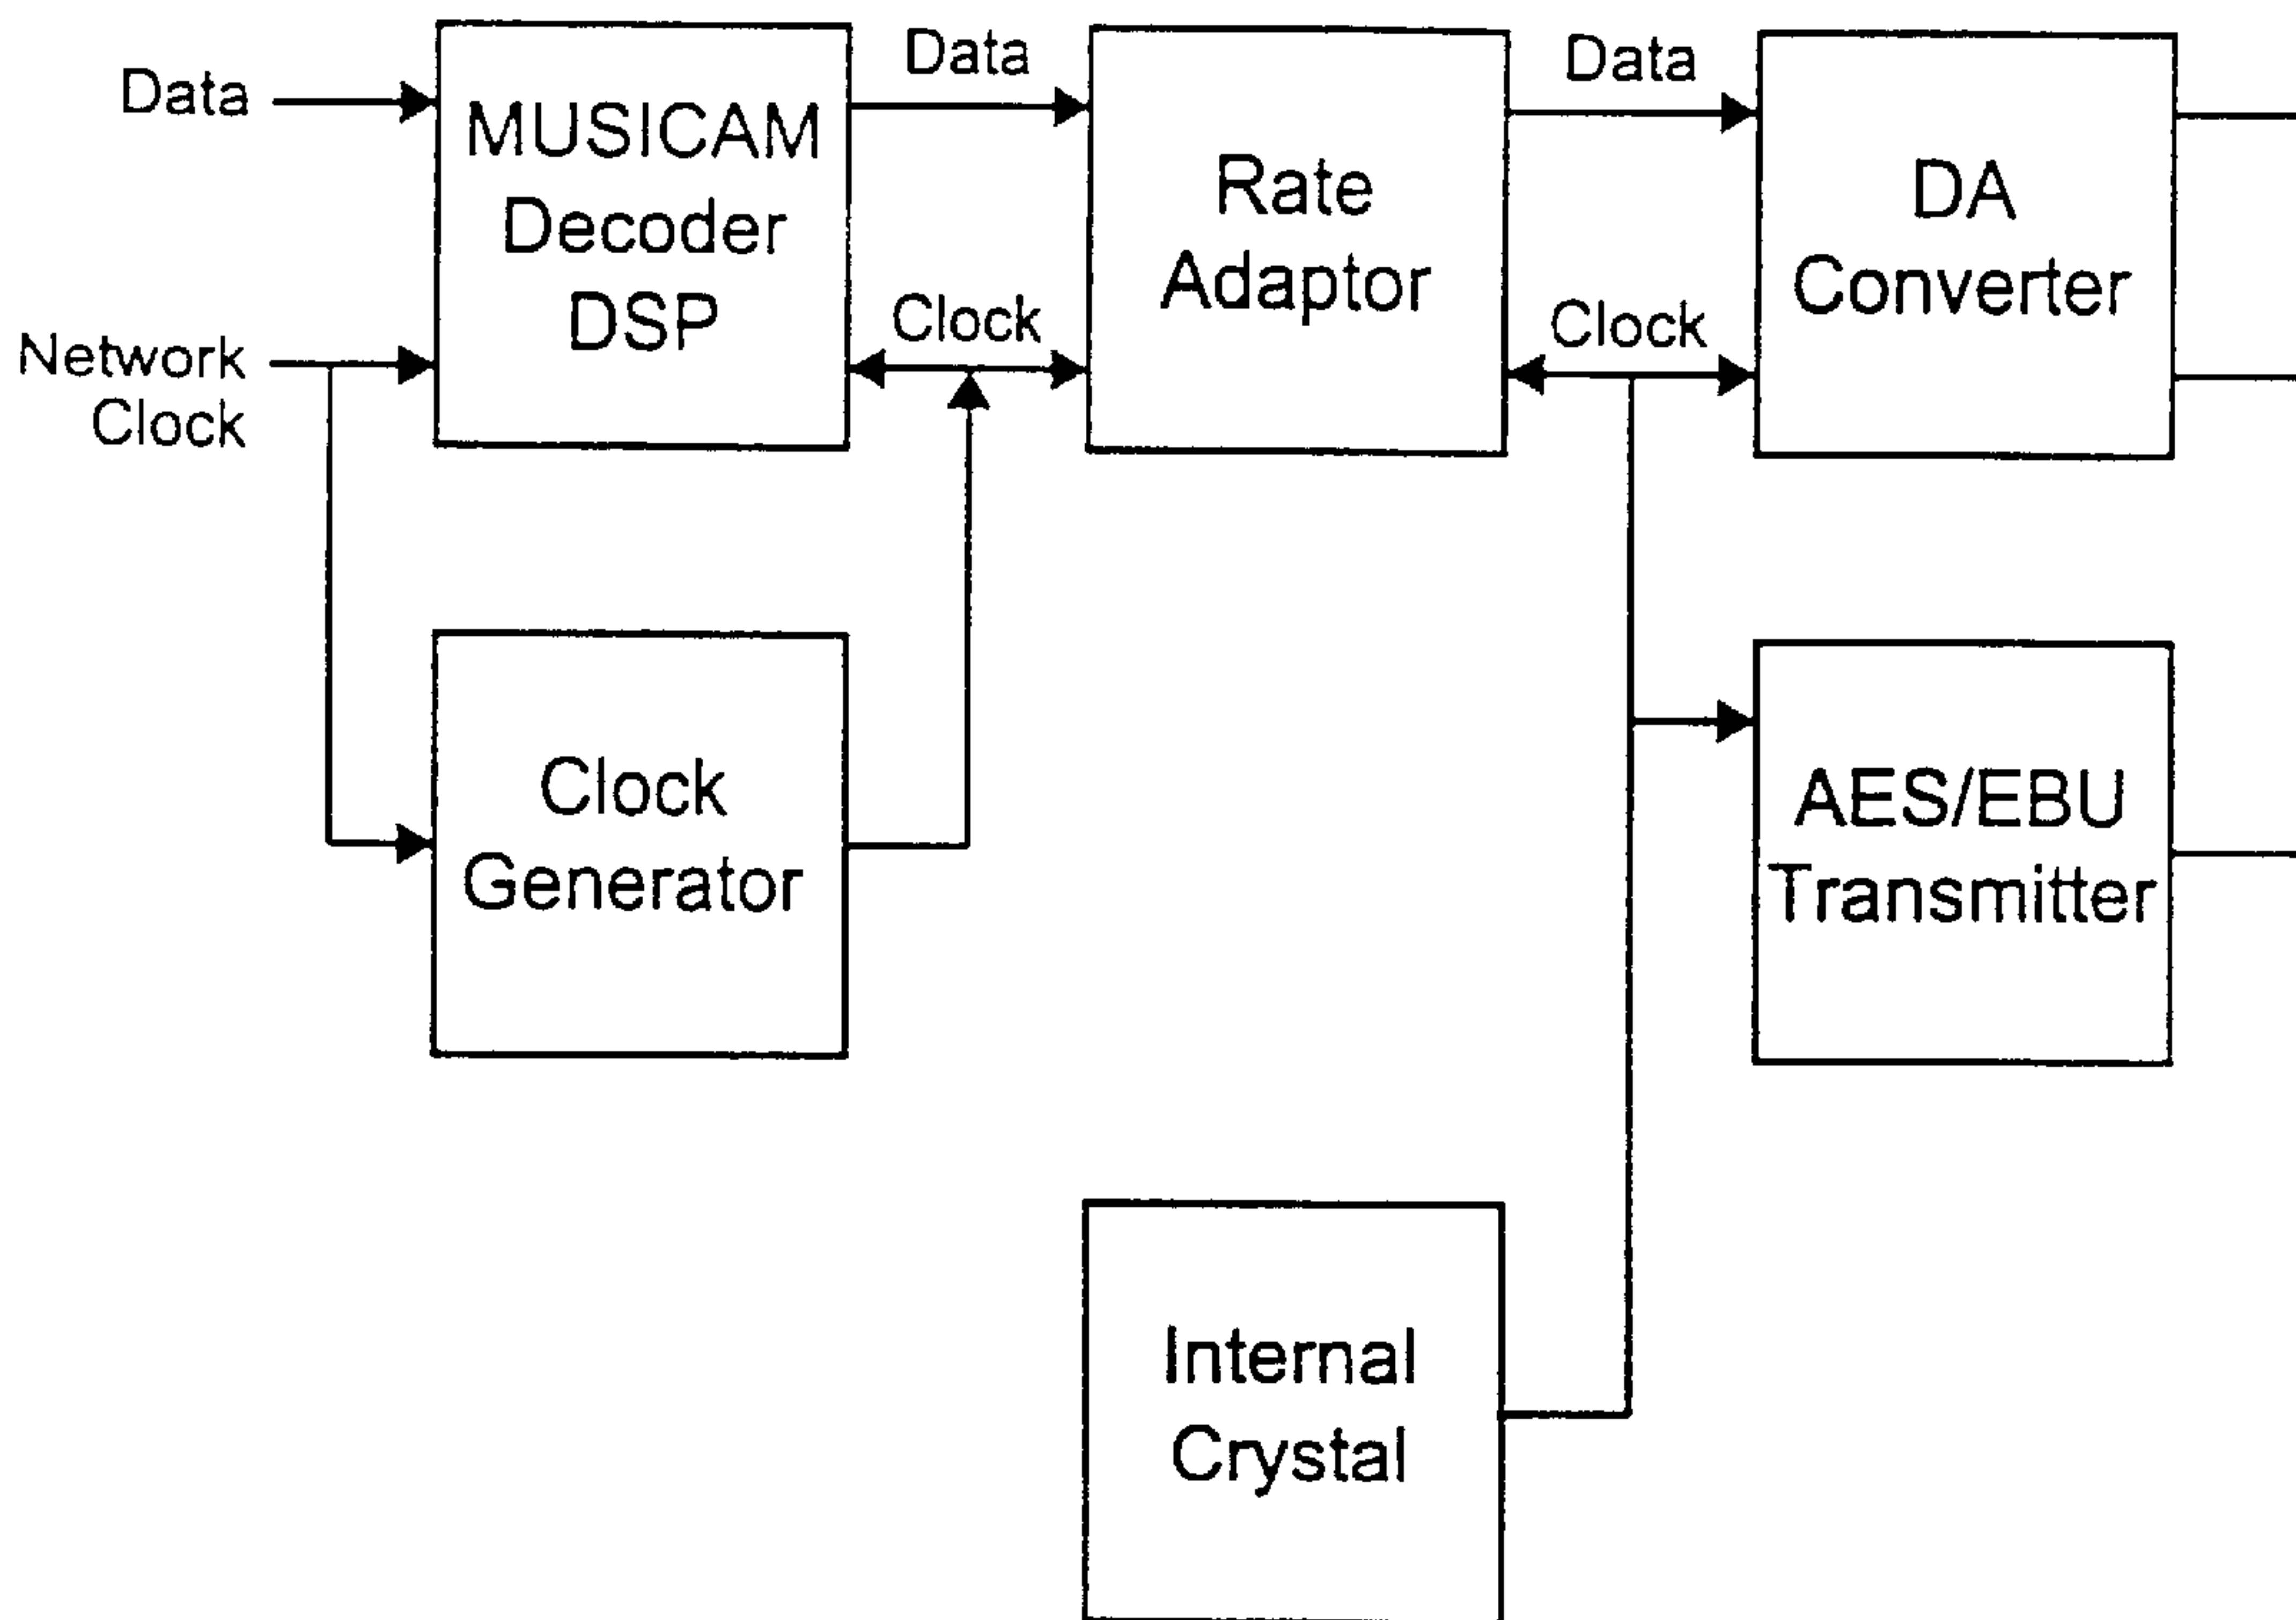 Data
Data
Data
MUSICAM
Decoder
DSP
Rate
Adaptor
DA
Converter
Network
Clock
Clock
Clock
Clock
Generator
AES/EBU
Transmitter
Internal
Crystal